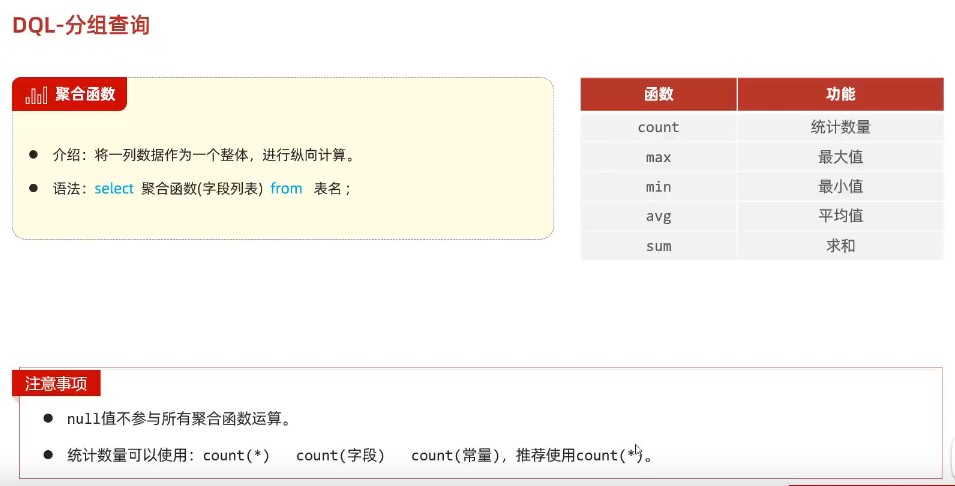 DQL-分组查询
聚合函数
介绍：将一列数据作为一个整体，进行纵向计算。
语法：select 聚合函数(字段列表) from 表名 ;
函数 功能
count 统计数量
max 最大值
min 最小值
avg 平均值
sum 求和
注意事项
null值不参与所有聚合函数运算。
统计数量可以使用：count(*) count(字段) count(常量)，推荐使用count(*)。